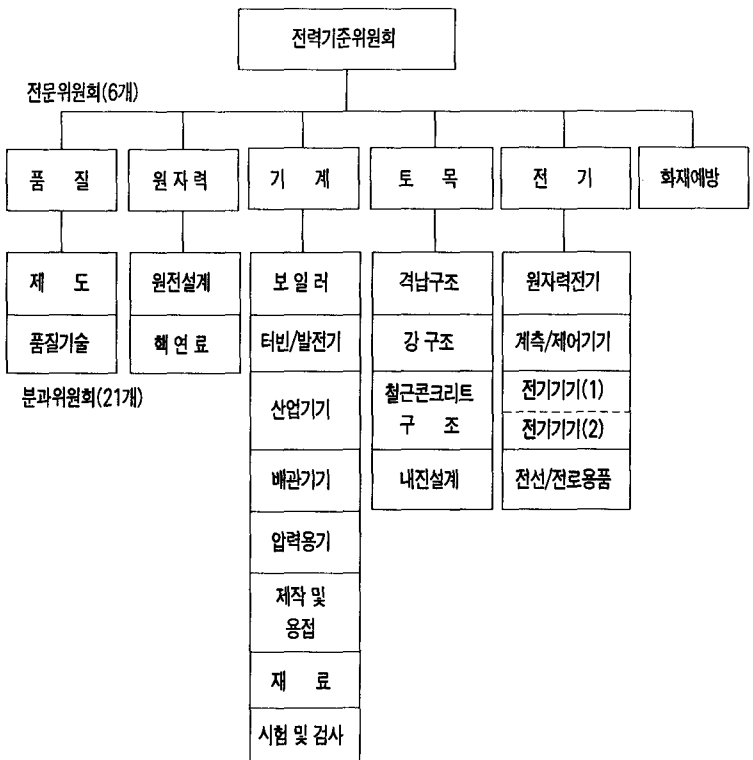 전력기준위원회
전문위원회(6개)
품 질
원 자 력
기 계
토 목
전 기
화재예방
제 도
품질기술
분과위원회(21개)
원전설계
핵 연 료
보 일 러
터빈/발전기
산업기기
배관기기
압력용기
제작 및
용접
재 료
시험 및 검사
격납구조
강 구조
철근콘크리트
구 조
내진설계
원자력전기
계측/제어기기
전기기기(1)
전기기기(2)
전선/전로용품